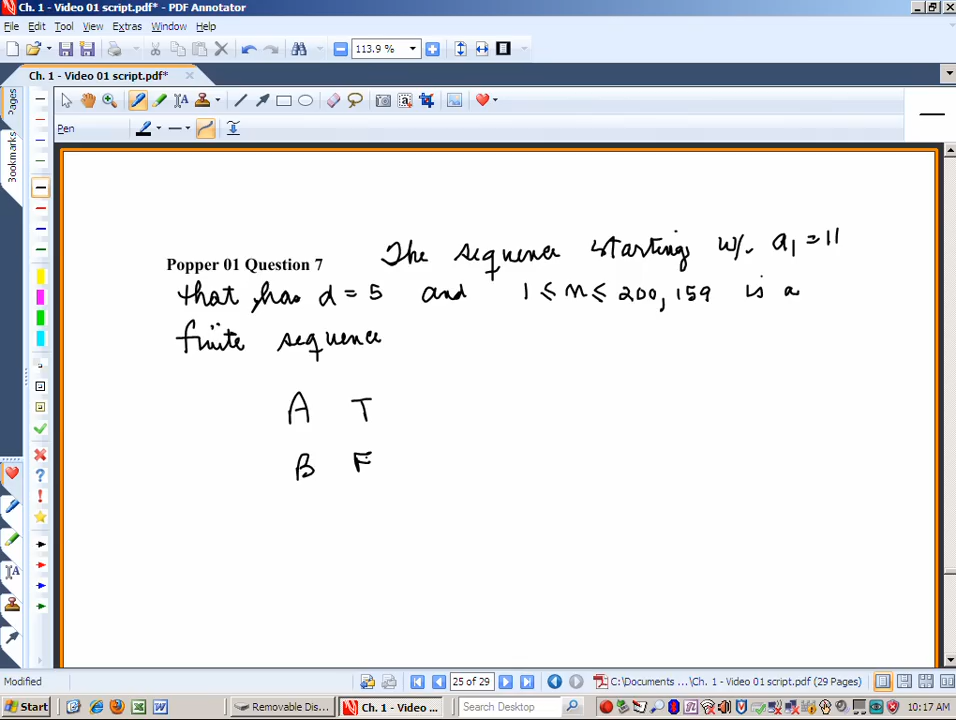 Ch. 1 - Video 01 script.pdf* - PDF Annotator
File Edit Tool View Extras Window Help
113.9 %
Ch. 1 - Video 01 script.pdf*
Pen
Pages
Bookmarks
Popper 01 Question 7 The sequence starting w/. a₁ = 11
that has d = 5 and 1 ≤ n ≤ 200,159 is a
finite sequence
A T
B F
Modified
25 of 29
C:\Documents ...Ch. 1 - Video 01 script.pdf (29 Pages)
Start
Removable Dis...
Ch. 1 - Video ...
Search Desktop
10:17 AM